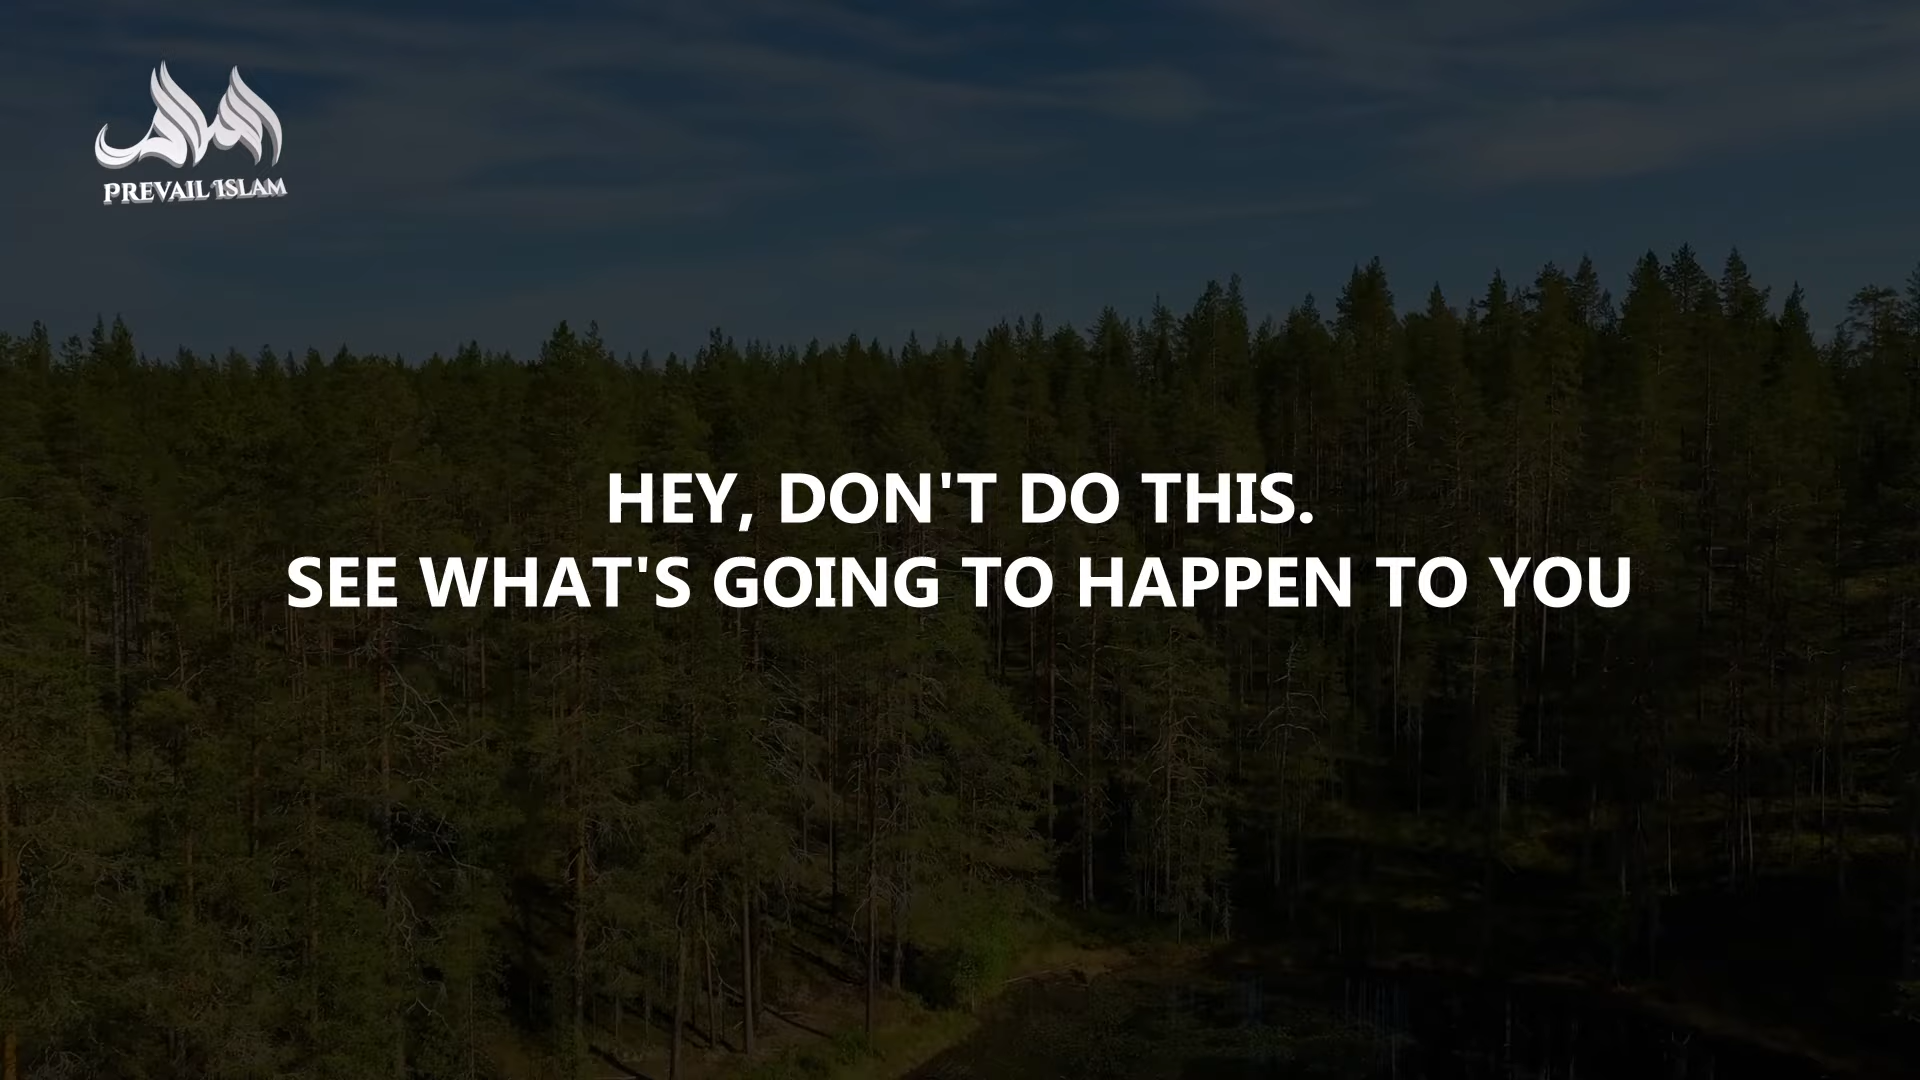 PREVAIL ISLAM
HEY, DON'T DO THIS.
SEE WHAT'S GOING TO HAPPEN TO YOU